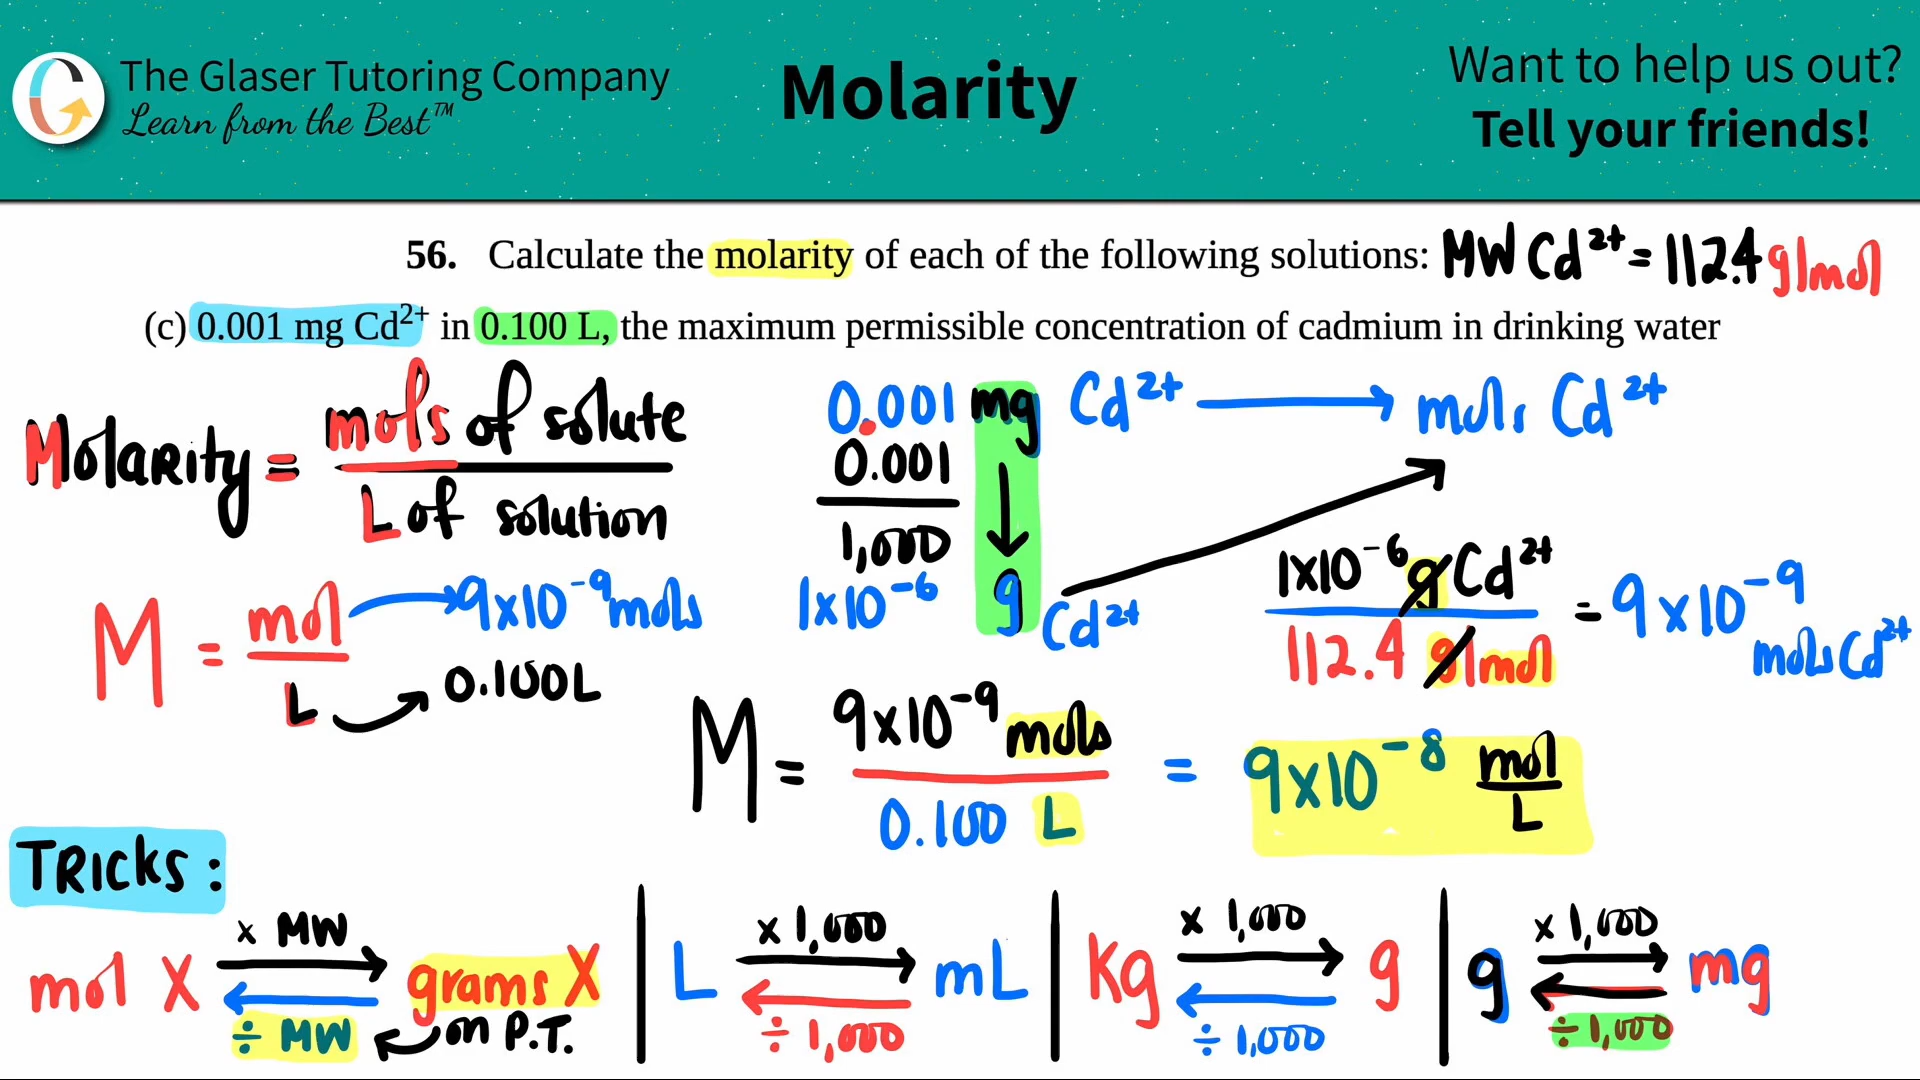 The Glaser Tutoring Company
Learn from the Best™
Molarity
Want to help us out?
Tell your friends!
56. Calculate the molarity of each of the following solutions: MW Cd²⁺ = 112.4 g/mol
(c) 0.001 mg Cd²⁺ in 0.100 L, the maximum permissible concentration of cadmium in drinking water
Molarity = mols of solute
L of solution
0.001 mg Cd²⁺ → mols Cd²⁺
0.001
1,000
1x10⁻⁶ g Cd²⁺
1x10⁻⁶ g Cd²⁺
112.4 g/mol
= 9x10⁻⁹ mols Cd²⁺
M = mol → 9x10⁻⁹ mols
L → 0.100L
M = 9x10⁻⁹ mols
0.100 L
= 9x10⁻⁸ mol
L
TRICKS:
x MW
mol X grams X
÷ MW on P.T.
x 1,000
L mL
÷ 1,000
x 1,000
Kg g
÷ 1,000
x 1,000
g mg
÷ 1,000